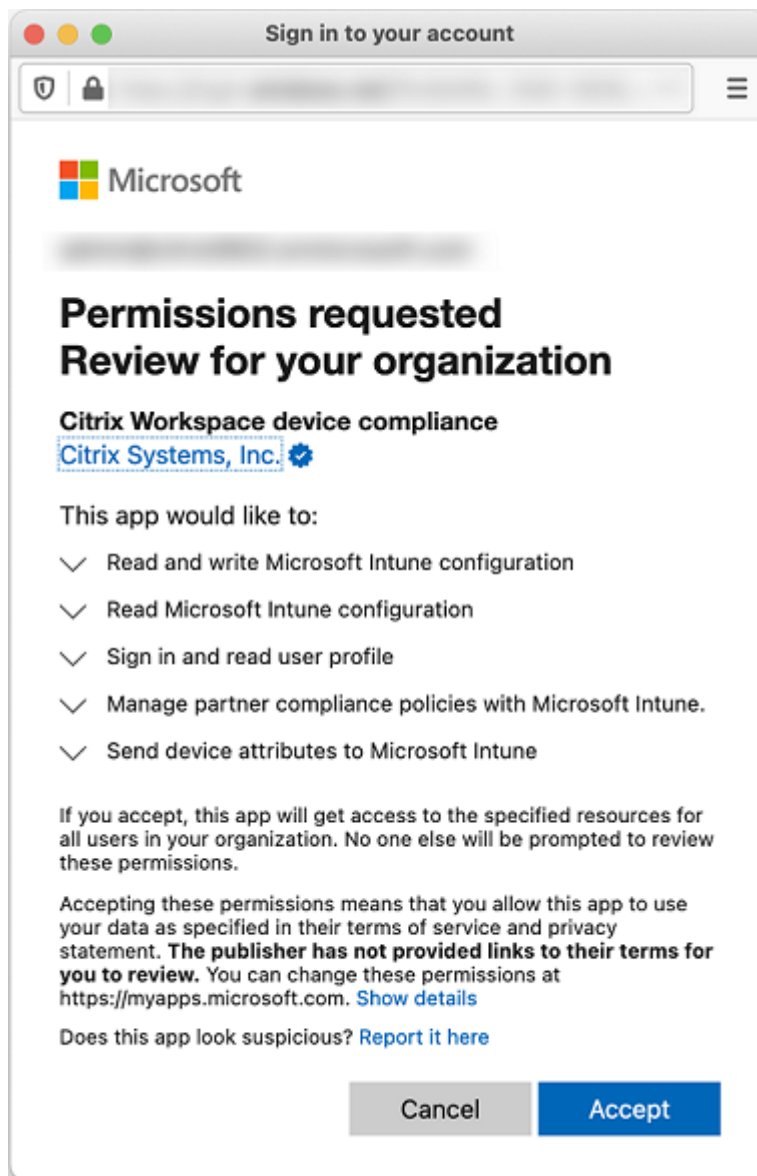 Sign in to your account
Microsoft
Permissions requested
Review for your organization
Citrix Workspace device compliance
Citrix Systems, Inc.
This app would like to:
Read and write Microsoft Intune configuration
Read Microsoft Intune configuration
Sign in and read user profile
Manage partner compliance policies with Microsoft Intune.
Send device attributes to Microsoft Intune
If you accept, this app will get access to the specified resources for
all users in your organization. No one else will be prompted to review
these permissions.
Accepting these permissions means that you allow this app to use
your data as specified in their terms of service and privacy
statement. The publisher has not provided links to their terms for
you to review. You can change these permissions at
https://myapps.microsoft.com. Show details
Does this app look suspicious? Report it here
Cancel
Accept